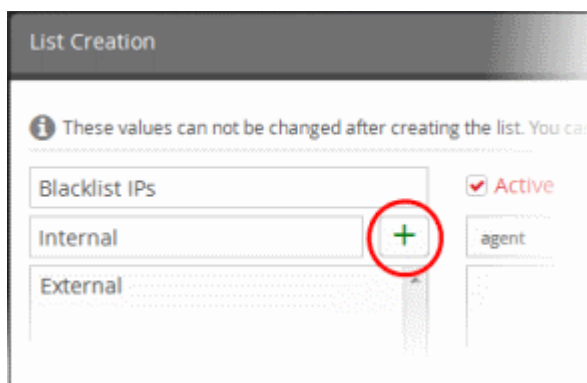 List Creation
These values can not be changed after creating the list. You
Blacklist IPs
Active
Internal
+
agent
External